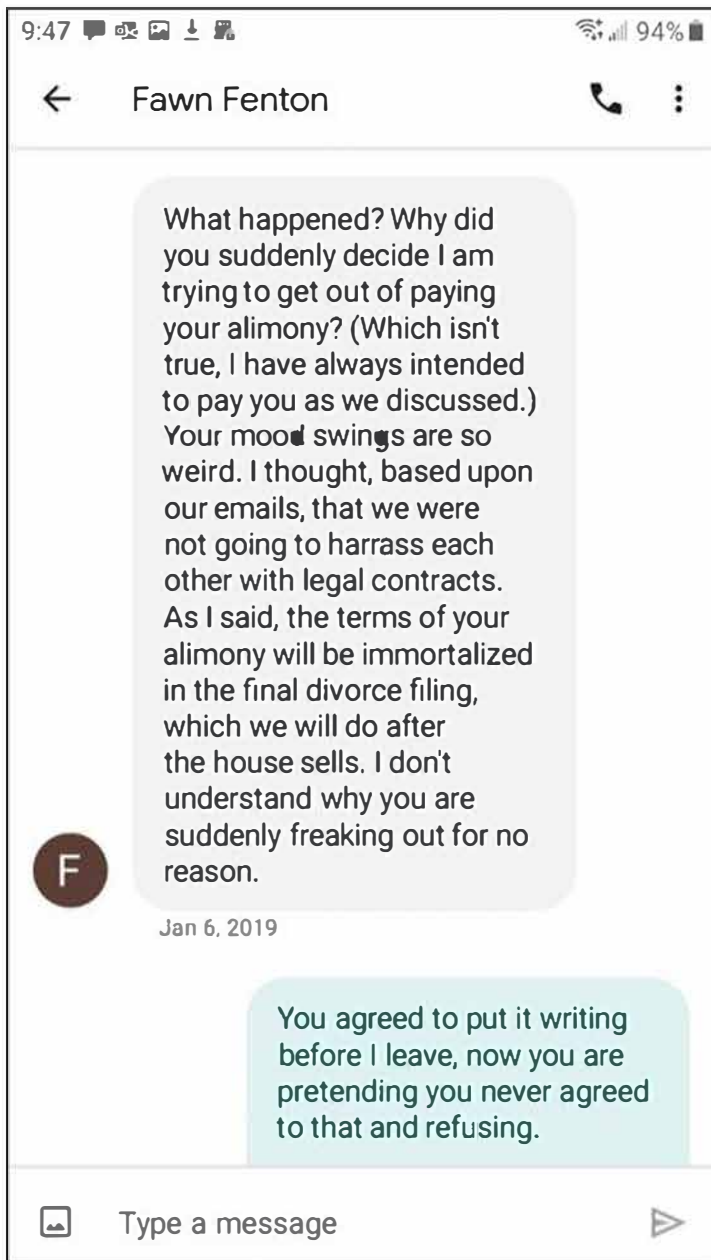 9:47 94%
Fawn Fenton
What happened? Why did
you suddenly decide I am
trying to get out of paying
your alimony? (Which isn't
true, I have always intended
to pay you as we discussed.)
Your mood swings are so
weird. I thought, based upon
our emails, that we were
not going to harrass each
other with legal contracts.
As I said, the terms of your
alimony will be immortalized
in the final divorce filing,
which we will do after
the house sells. I don't
understand why you are
suddenly freaking out for no
reason.
F
Jan 6, 2019
You agreed to put it writing
before I leave, now you are
pretending you never agreed
to that and refusing.
Type a message